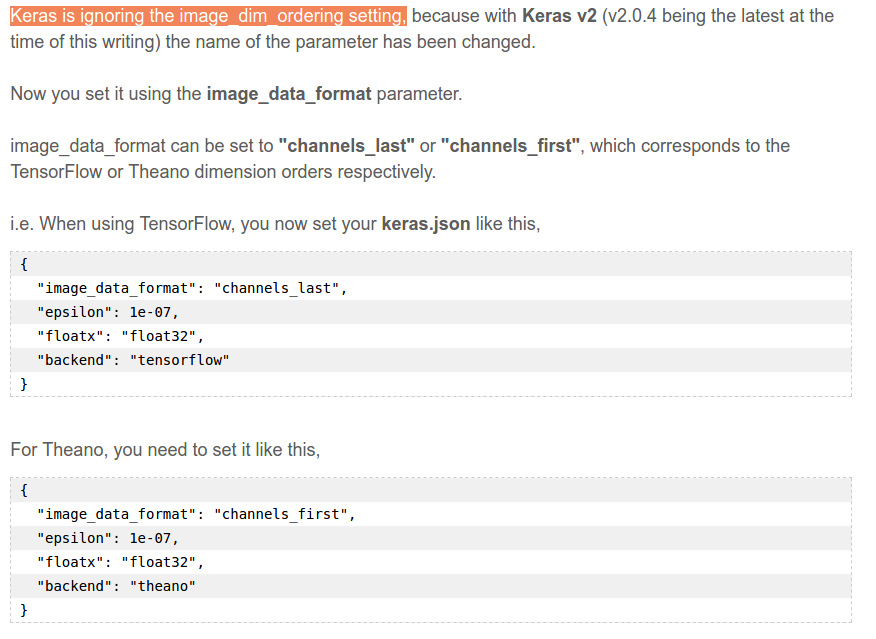 Keras is ignoring the image_dim_ordering setting, because with Keras v2 (v2.0.4 being the latest at the
time of this writing) the name of the parameter has been changed.
Now you set it using the image_data_format parameter.
image_data_format can be set to "channels_last" or "channels_first", which corresponds to the
TensorFlow or Theano dimension orders respectively.
i.e. When using TensorFlow, you now set your keras.json like this,
{
  "image_data_format": "channels_last",
  "epsilon": 1e-07,
  "floatx": "float32",
  "backend": "tensorflow"
}
For Theano, you need to set it like this,
{
  "image_data_format": "channels_first",
  "epsilon": 1e-07,
  "floatx": "float32",
  "backend": "theano"
}